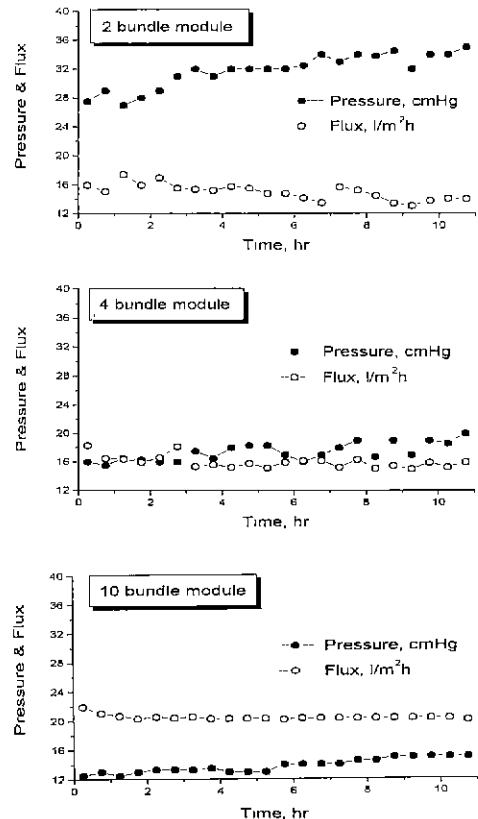 2 bundle module
Pressure & Flux
40
36
32
28
24
20
16
12
Pressure, cmHg
Flux, l/m²h
0 2 4 6 8 10
Time, hr
4 bundle module
Pressure & Flux
40
36
32
28
24
20
16
12
Pressure, cmHg
Flux, l/m²h
0 2 4 6 8 10
Time, hr
10 bundle module
Pressure & Flux
40
36
32
28
24
20
16
12
Pressure, cmHg
Flux, l/m²h
0 2 4 6 8 10
Time, hr